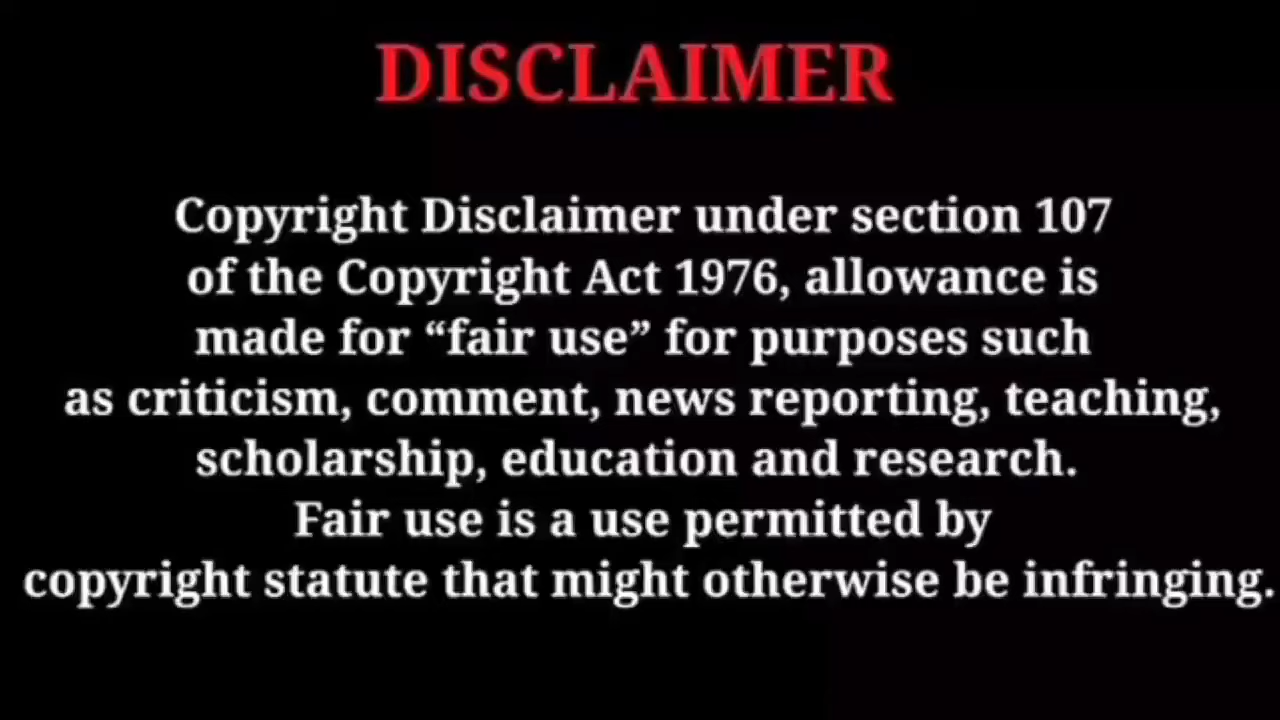 DISCLAIMER
Copyright Disclaimer under section 107
of the Copyright Act 1976, allowance is
made for “fair use” for purposes such
as criticism, comment, news reporting, teaching,
scholarship, education and research.
Fair use is a use permitted by
copyright statute that might otherwise be infringing.